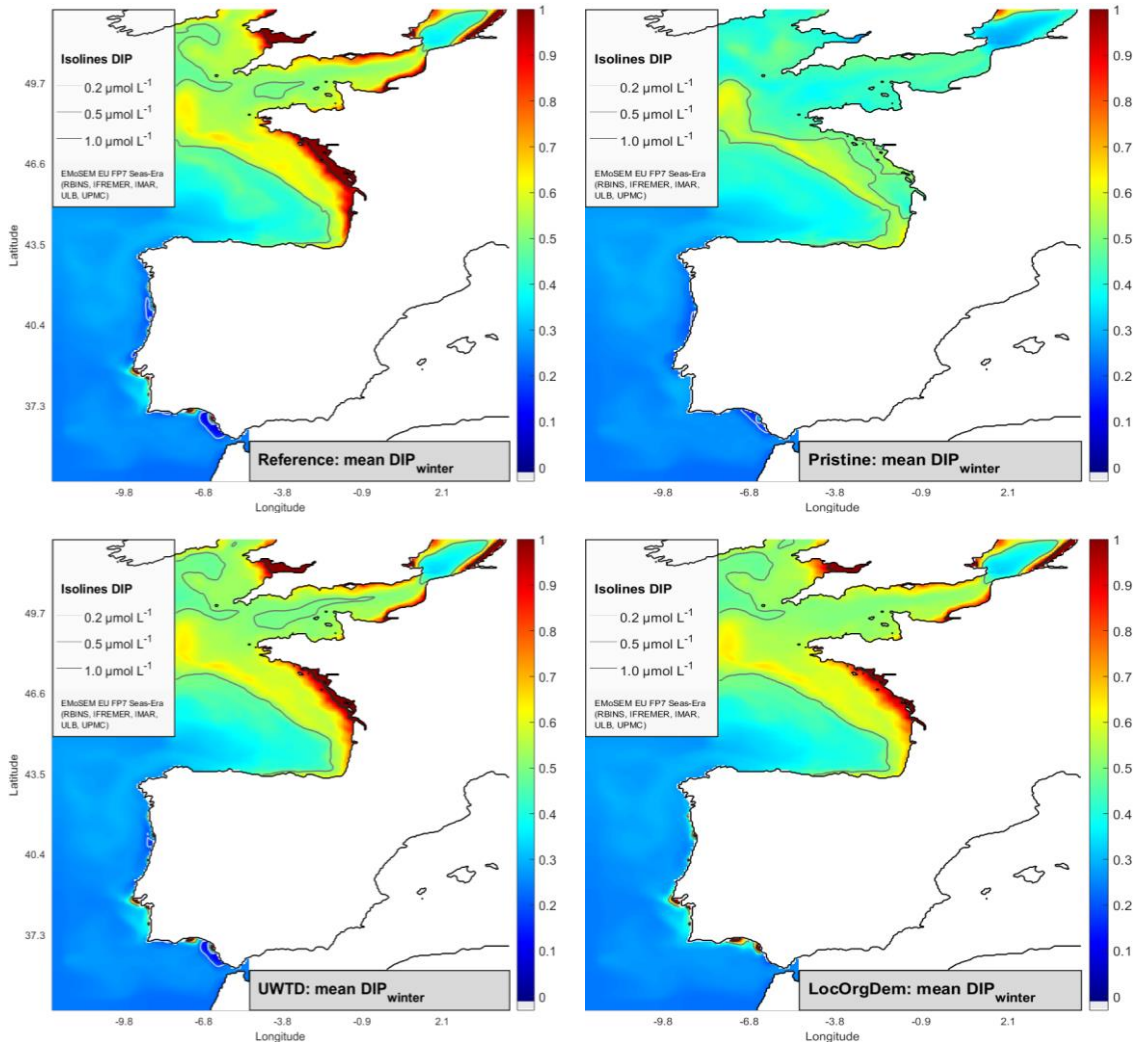 Isolines DIP
0.2 µmol L⁻¹
0.5 µmol L⁻¹
1.0 µmol L⁻¹
EMoSEM EU FP7 Seas-Era
(RBINS, IFREMER, IMAR,
ULB, UPMC)
Latitude
49.7
46.6
43.5
40.4
37.3
Reference: mean DIP winter
-9.8 -6.8 -3.8 -0.9 2.1
Longitude
1
0.9
0.8
0.7
0.6
0.5
0.4
0.3
0.2
0.1
0
Isolines DIP
0.2 µmol L⁻¹
0.5 µmol L⁻¹
1.0 µmol L⁻¹
EMoSEM EU FP7 Seas-Era
(RBINS, IFREMER, IMAR,
ULB, UPMC)
Pristine: mean DIP winter
-9.8 -6.8 -3.8 -0.9 2.1
Longitude
1
0.9
0.8
0.7
0.6
0.5
0.4
0.3
0.2
0.1
0
Isolines DIP
0.2 µmol L⁻¹
0.5 µmol L⁻¹
1.0 µmol L⁻¹
EMoSEM EU FP7 Seas-Era
(RBINS, IFREMER, IMAR,
ULB, UPMC)
Latitude
49.7
46.6
43.5
40.4
37.3
UWTD: mean DIP winter
-9.8 -6.8 -3.8 -0.9 2.1
Longitude
1
0.9
0.8
0.7
0.6
0.5
0.4
0.3
0.2
0.1
0
Isolines DIP
0.2 µmol L⁻¹
0.5 µmol L⁻¹
1.0 µmol L⁻¹
EMoSEM EU FP7 Seas-Era
(RBINS, IFREMER, IMAR,
ULB, UPMC)
LocOrgDem: mean DIP winter
-9.8 -6.8 -3.8 -0.9 2.1
Longitude
1
0.9
0.8
0.7
0.6
0.5
0.4
0.3
0.2
0.1
0